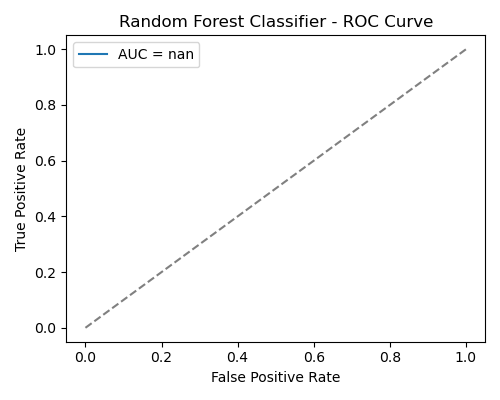 Random Forest Classifier - ROC Curve
AUC = nan
True Positive Rate
1.0
0.8
0.6
0.4
0.2
0.0
0.0 0.2 0.4 0.6 0.8 1.0
False Positive Rate